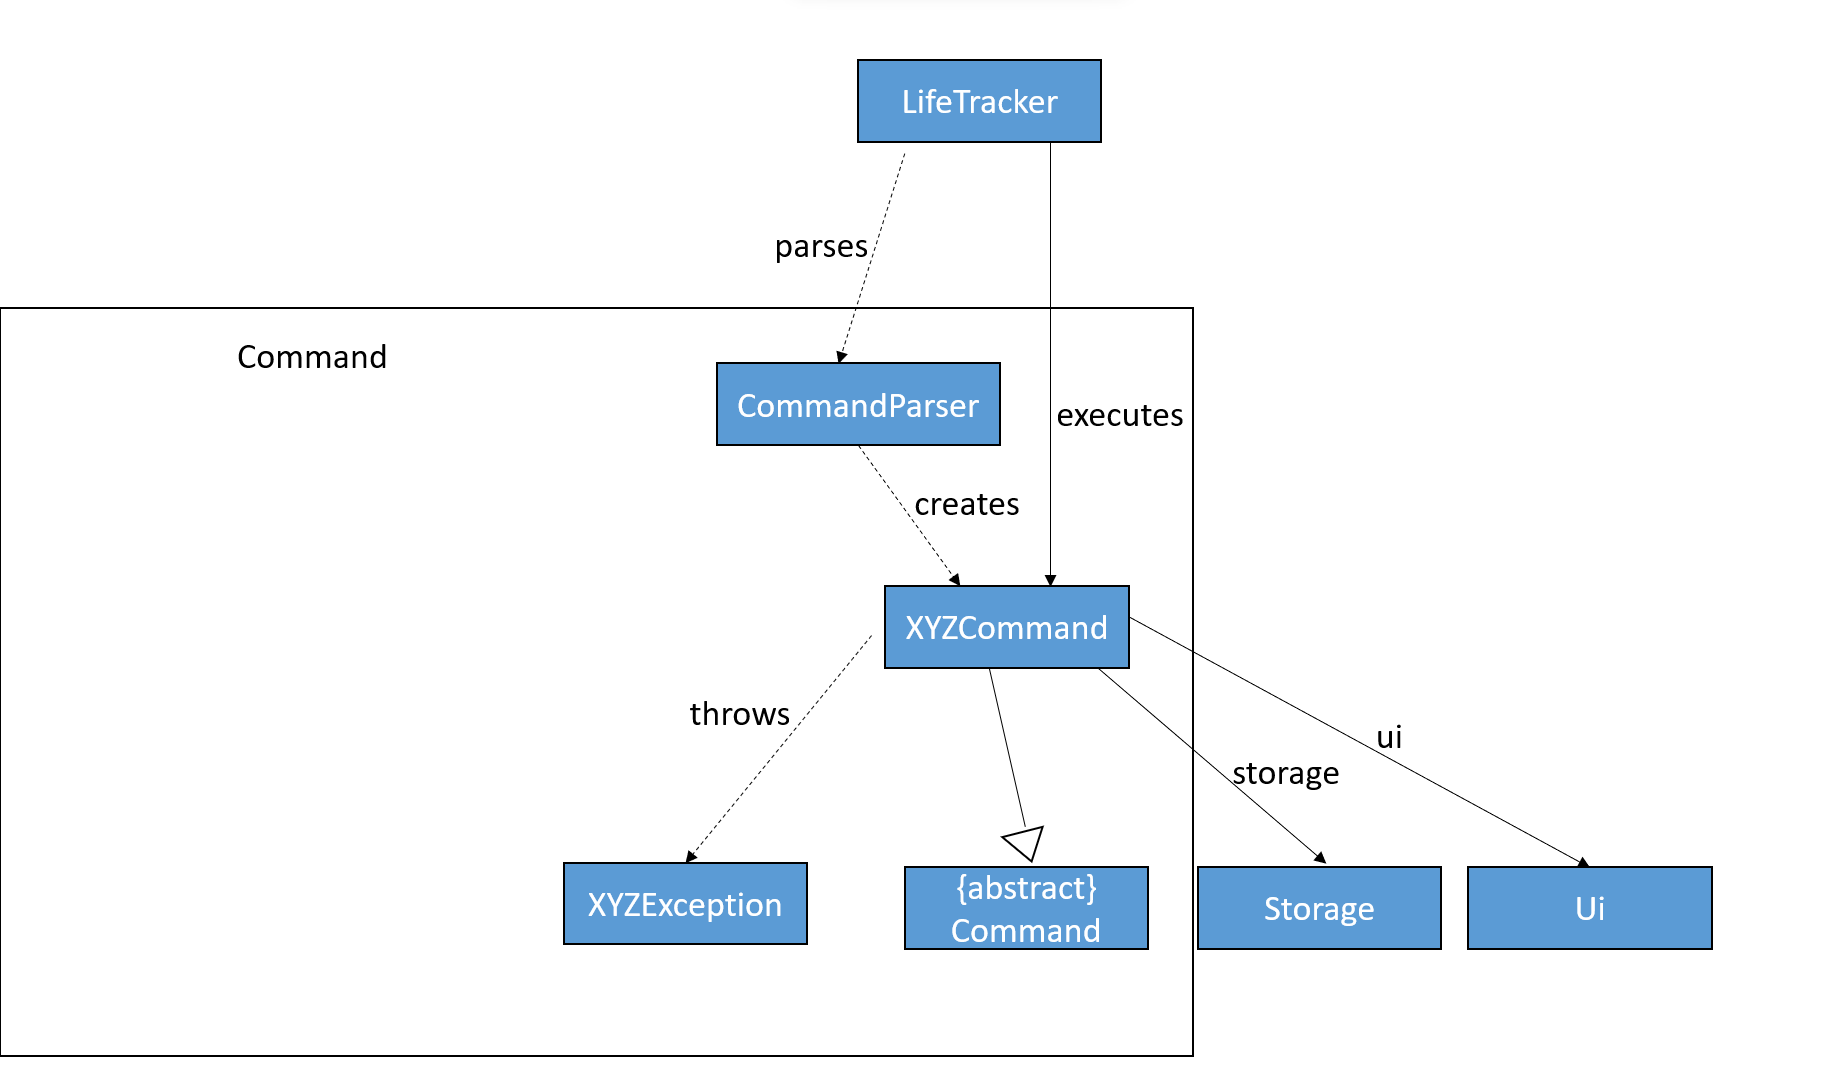 LifeTracker
parses
Command
CommandParser
executes
creates
XYZCommand
throws
ui
storage
XYZException
{abstract}
Command
Storage
Ui